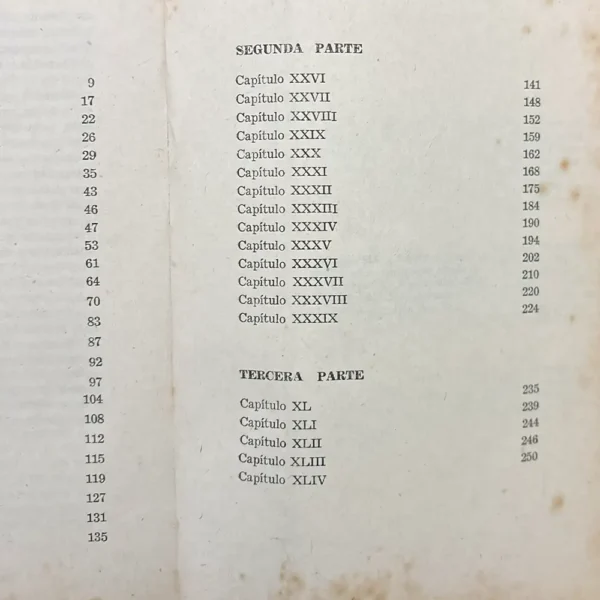 9
17
22
26
29
35
43
46
47
53
61
64
70
83
87
92
97
104
108
112
115
119
127
131
135
SEGUNDA PARTE
Capítulo XXVI 141
Capítulo XXVII 148
Capítulo XXVIII 152
Capítulo XXIX 159
Capítulo XXX 162
Capítulo XXXI 168
Capítulo XXXII 175
Capítulo XXXIII 184
Capítulo XXXIV 190
Capítulo XXXV 194
Capítulo XXXVI 202
Capítulo XXXVII 210
Capítulo XXXVIII 220
Capítulo XXXIX 224
TERCERA PARTE
Capítulo XL 235
Capítulo XLI 239
Capítulo XLII 244
Capítulo XLIII 246
Capítulo XLIV 250